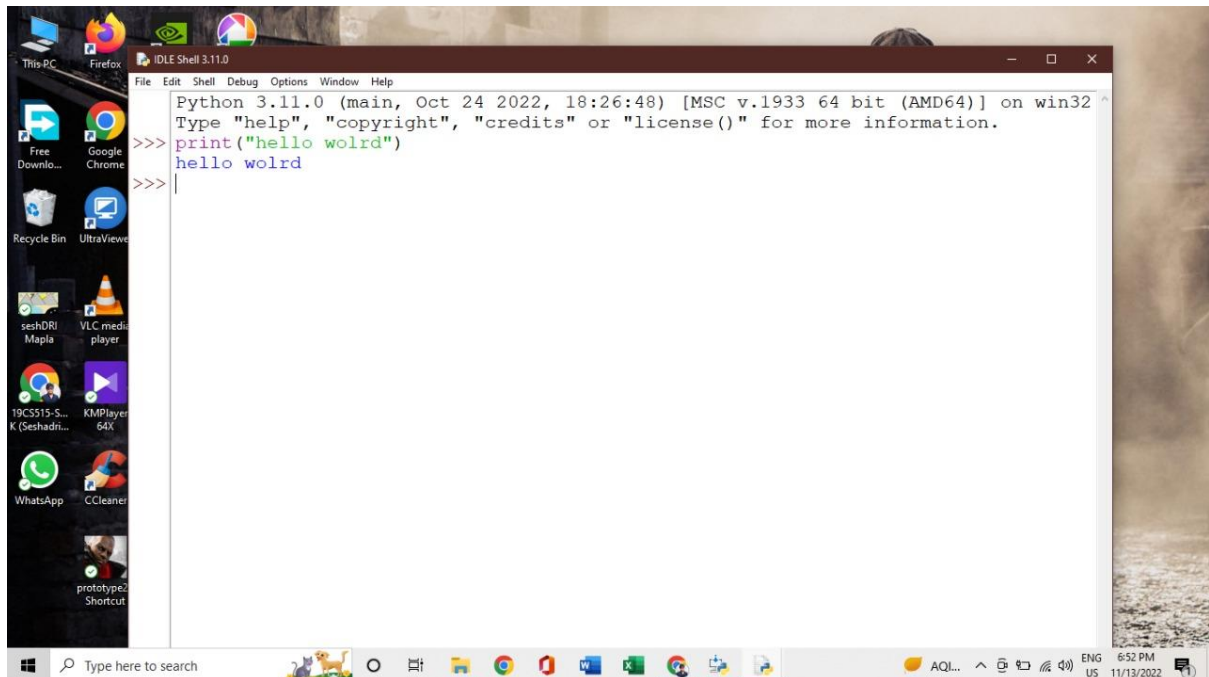 This PC
Firefox
IDLE Shell 3.11.0
File Edit Shell Debug Options Window Help
Python 3.11.0 (main, Oct 24 2022, 18:26:48) [MSC v.1933 64 bit (AMD64)] on win32
Type "help", "copyright", "credits" or "license()" for more information.
>>> print("hello wolrd")
hello wolrd
>>>
Free
Downlo...
Google
Chrome
Recycle Bin
UltraViewe
seshDRI
Mapla
VLC media
player
19CS515-S...
K (Seshadri...
KMPlayer
64X
WhatsApp
CCleaner
prototype2
Shortcut
Type here to search
AQI...
ENG
US
6:52 PM
11/13/2022